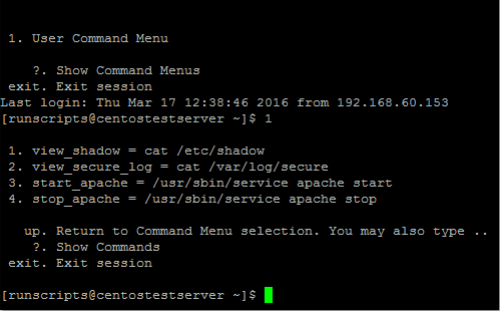 1. User Command Menu
?. Show Command Menus
exit. Exit session
Last login: Thu Mar 17 12:38:46 2016 from 192.168.60.153
[runscripts@centostestserver ~]$ 1
1. view_shadow = cat /etc/shadow
2. view_secure_log = cat /var/log/secure
3. start_apache = /usr/sbin/service apache start
4. stop_apache = /usr/sbin/service apache stop
up. Return to Command Menu selection. You may also type ..
?. Show Commands
exit. Exit session
[runscripts@centostestserver ~]$